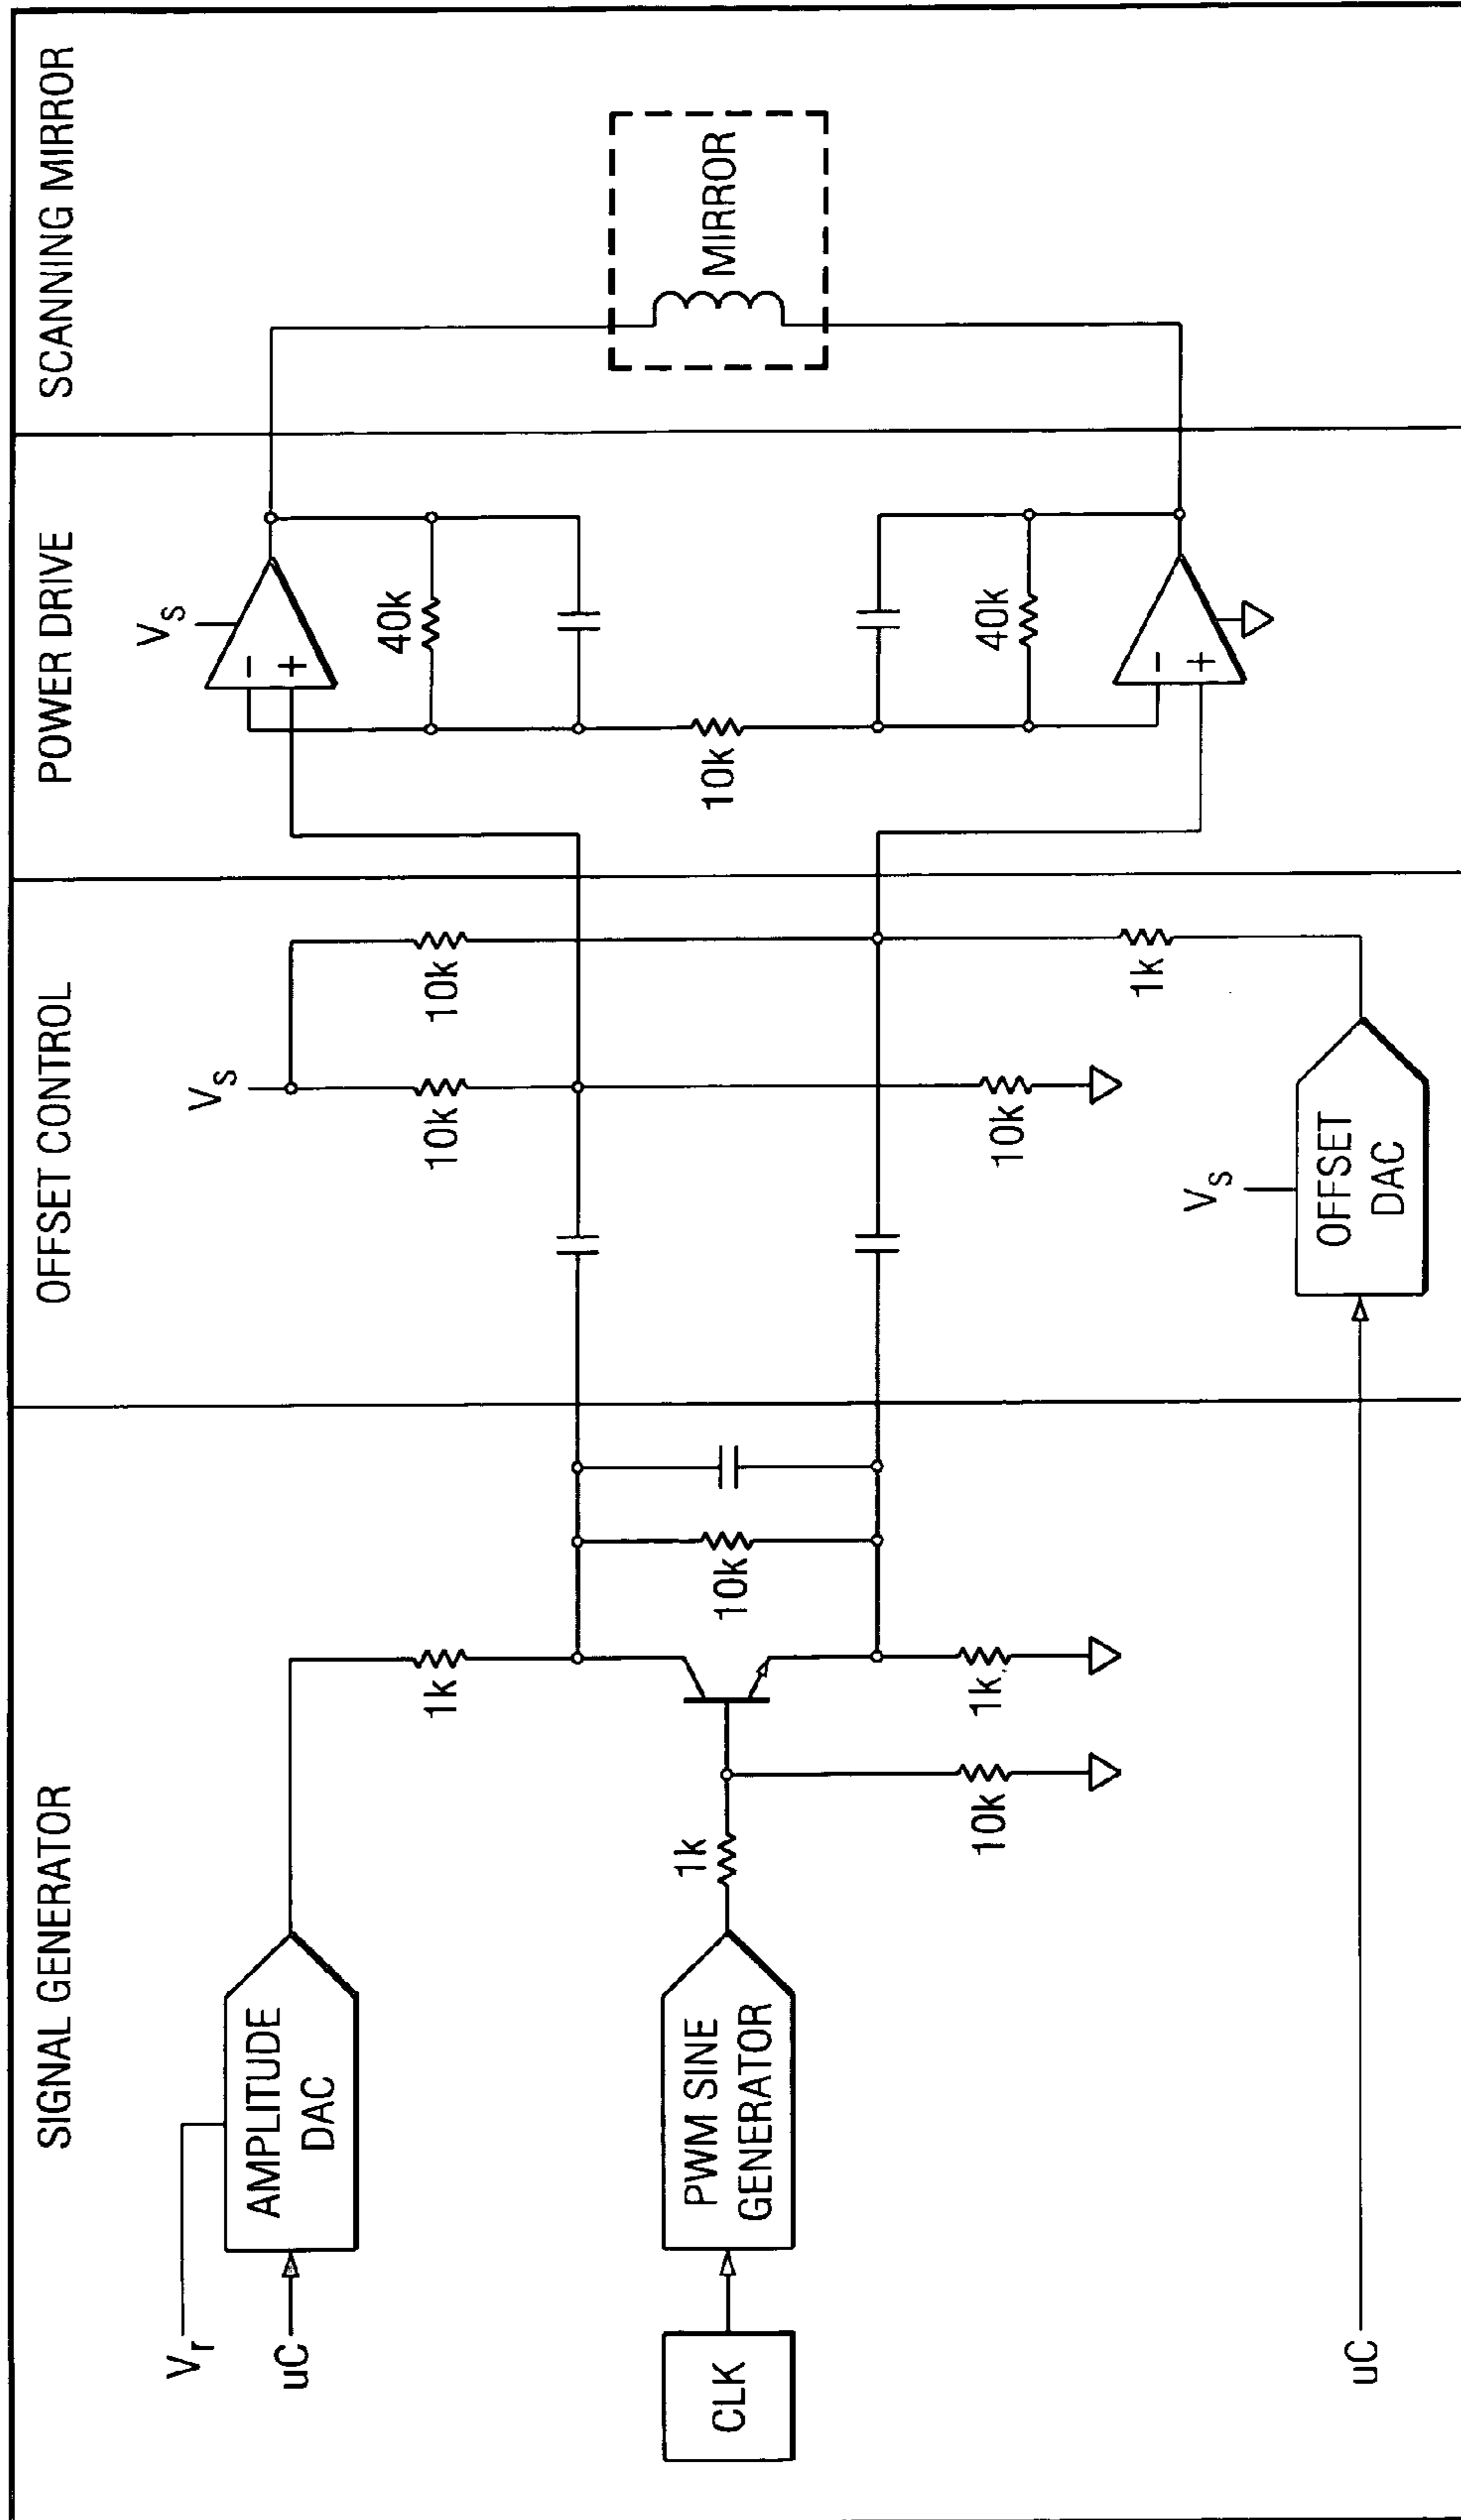 SIGNAL GENERATOR
OFFSET CONTROL
POWER DRIVE
SCANNING MIRROR
Vr
uC
AMPLITUDE
DAC
1k
CLK
PWM SINE
GENERATOR
1k
10k
1k
10k
uC
Vs
10k
10k
10k
1k
Vs
OFFSET
DAC
Vs
−
+
40k
10k
40k
−
+
MIRROR